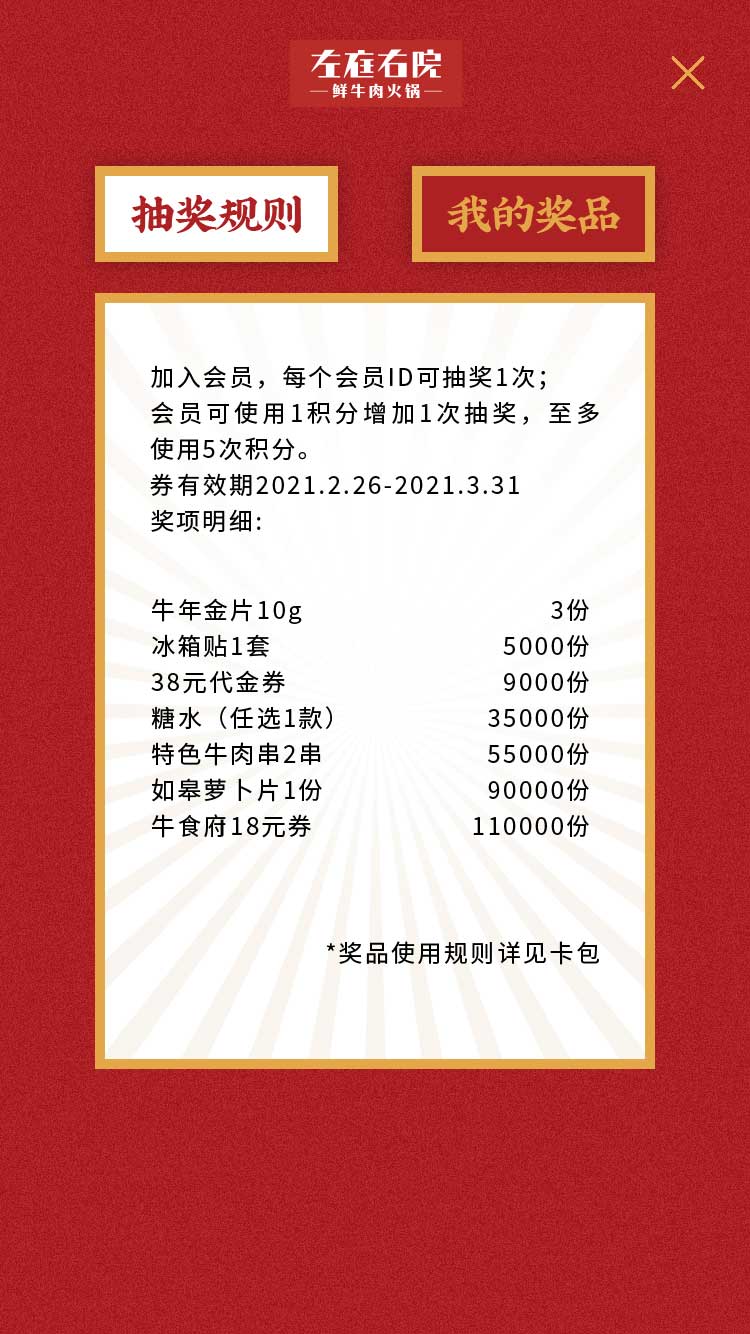 左庭右院
鲜牛肉火锅
抽奖规则
我的奖品
加入会员，每个会员ID可抽奖1次；
会员可使用1积分增加1次抽奖，至多
使用5次积分。
券有效期2021.2.26-2021.3.31
奖项明细:
牛年金片10g 3份
冰箱贴1套 5000份
38元代金券 9000份
糖水（任选1款） 35000份
特色牛肉串2串 55000份
如皋萝卜片1份 90000份
牛食府18元券 110000份
*奖品使用规则详见卡包